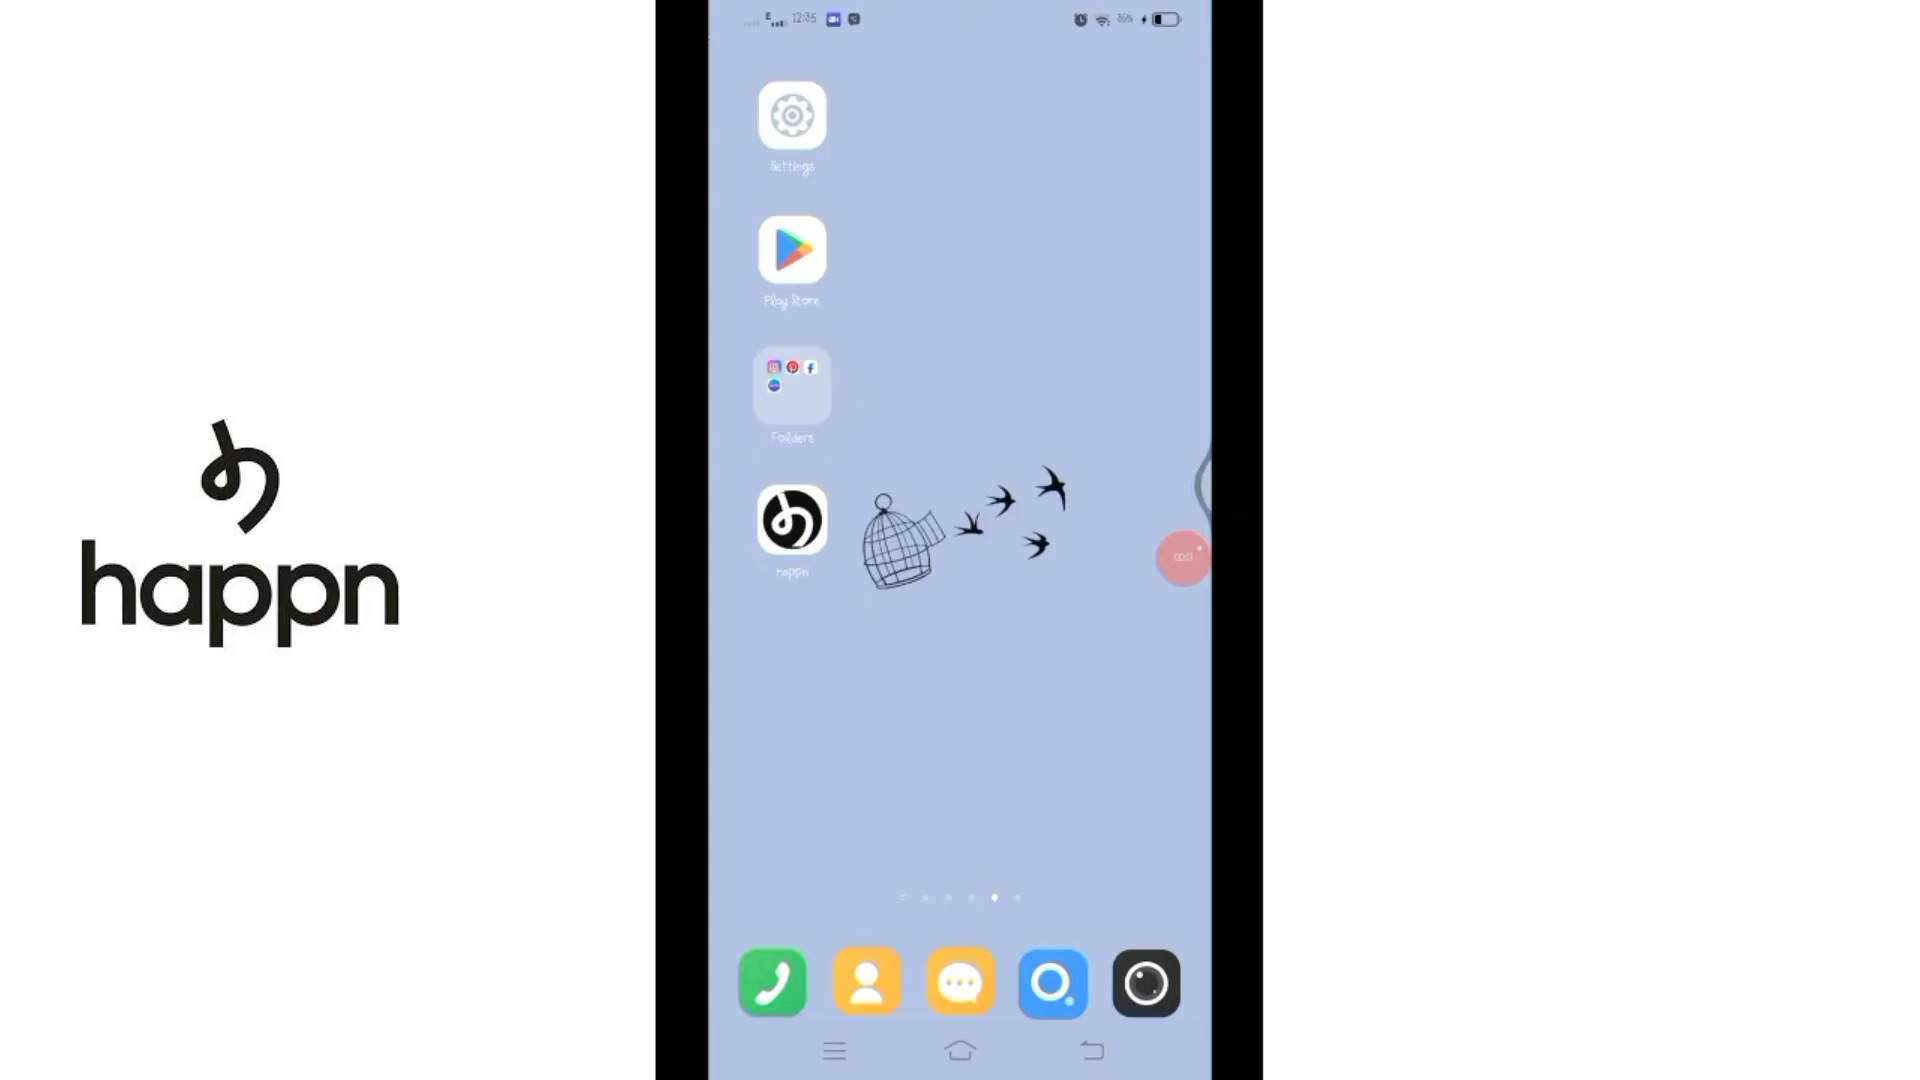 E 12:35
Settings
Play Store
Folders
happn
happn